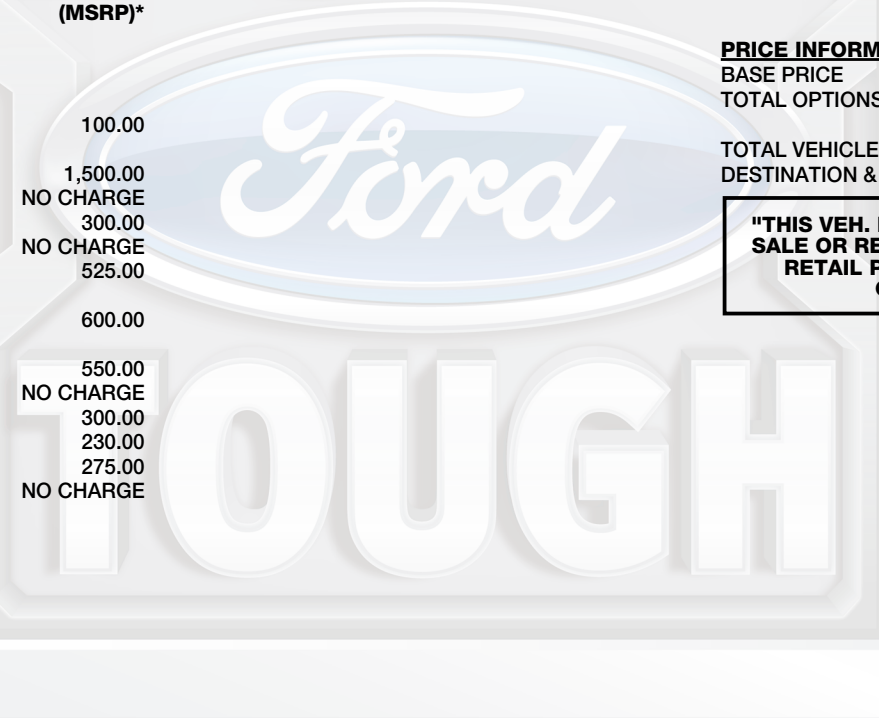 (MSRP)*
100.00
1,500.00
NO CHARGE
300.00
NO CHARGE
525.00
600.00
550.00
NO CHARGE
300.00
230.00
275.00
NO CHARGE
PRICE INFORM
BASE PRICE
TOTAL OPTIONS
TOTAL VEHICLE
DESTINATION &
"THIS VEH.
SALE OR RE
RETAIL P
Ford
TOUGH